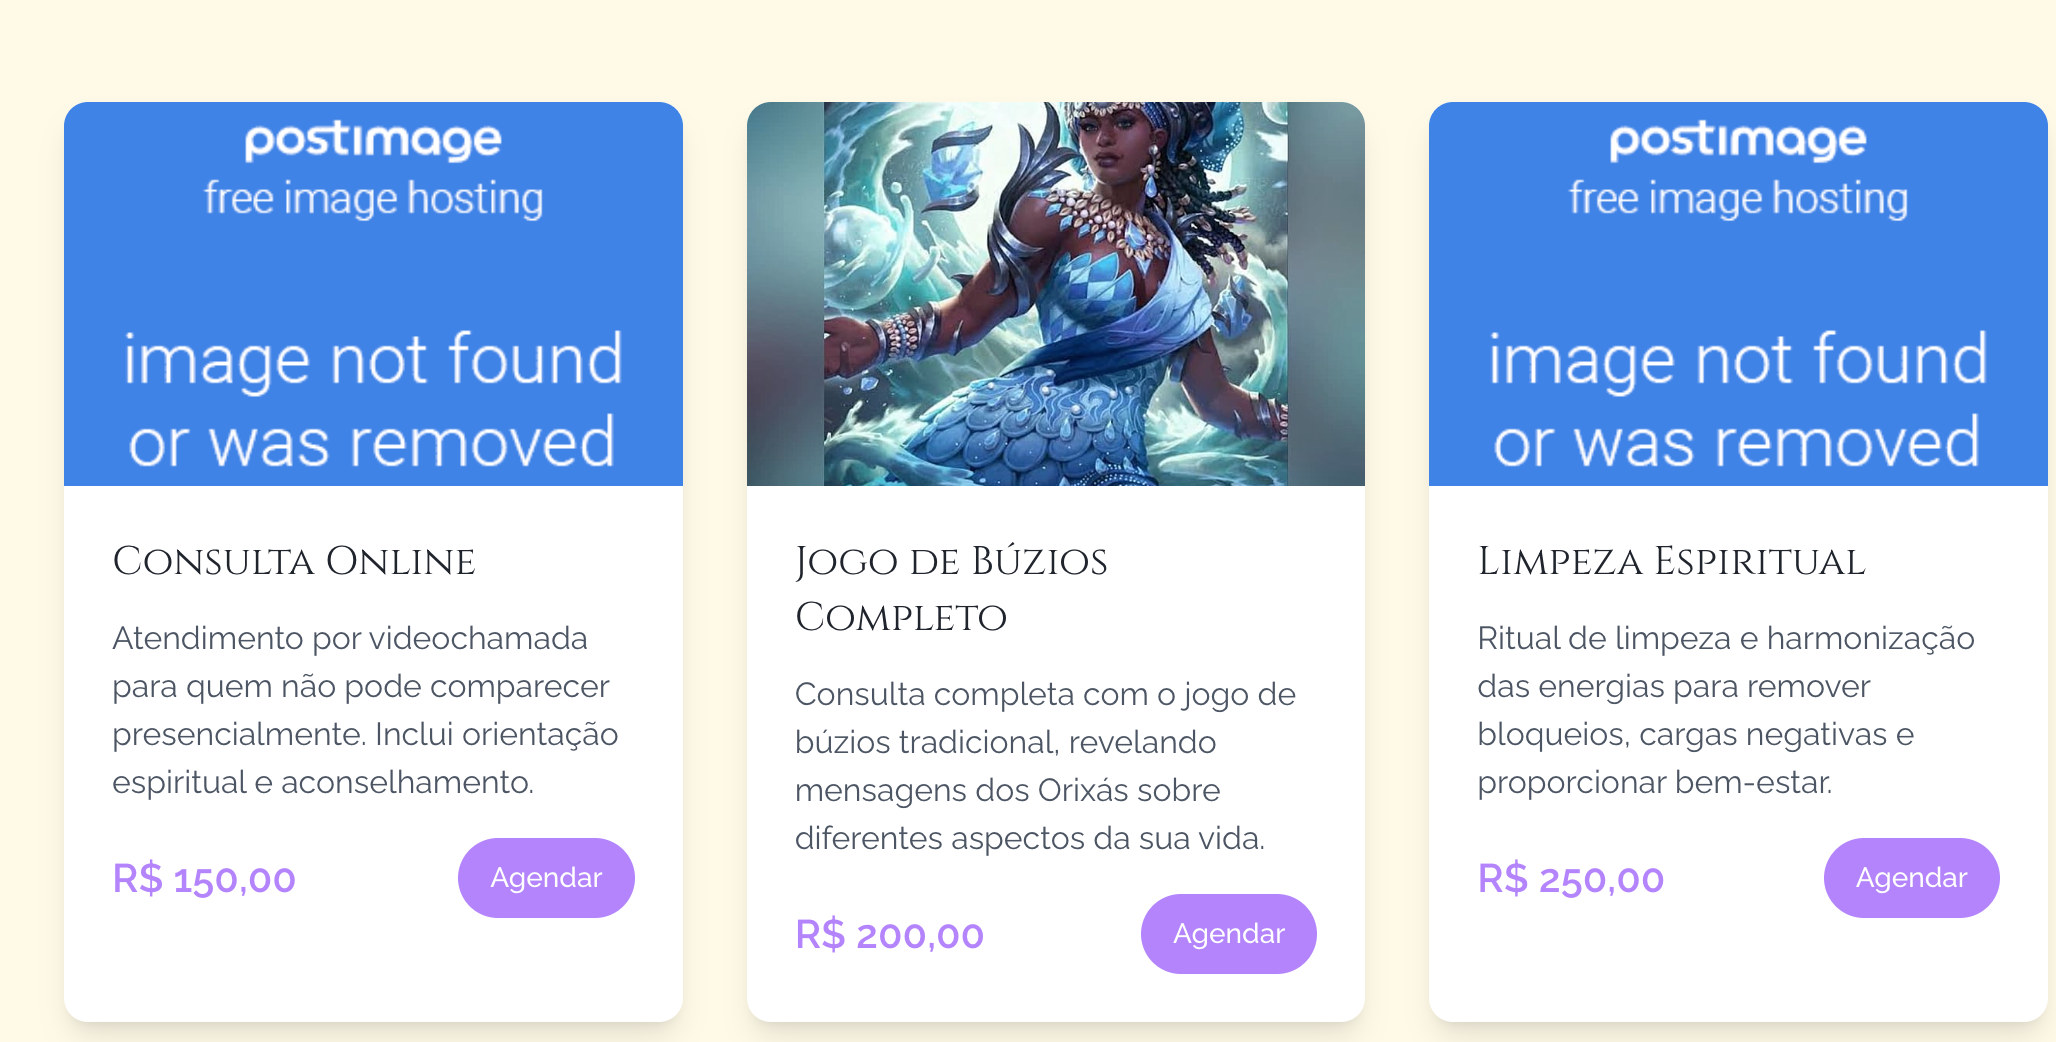 postimage
free image hosting
image not found
or was removed
Consulta Online
Atendimento por videochamada
para quem não pode comparecer
presencialmente. Inclui orientação
espiritual e aconselhamento.
R$ 150,00
Agendar
Jogo de Búzios
Completo
Consulta completa com o jogo de
búzios tradicional, revelando
mensagens dos Orixás sobre
diferentes aspectos da sua vida.
R$ 200,00
Agendar
postimage
free image hosting
image not found
or was removed
Limpeza Espiritual
Ritual de limpeza e harmonização
das energias para remover
bloqueios, cargas negativas e
proporcionar bem-estar.
R$ 250,00
Agendar